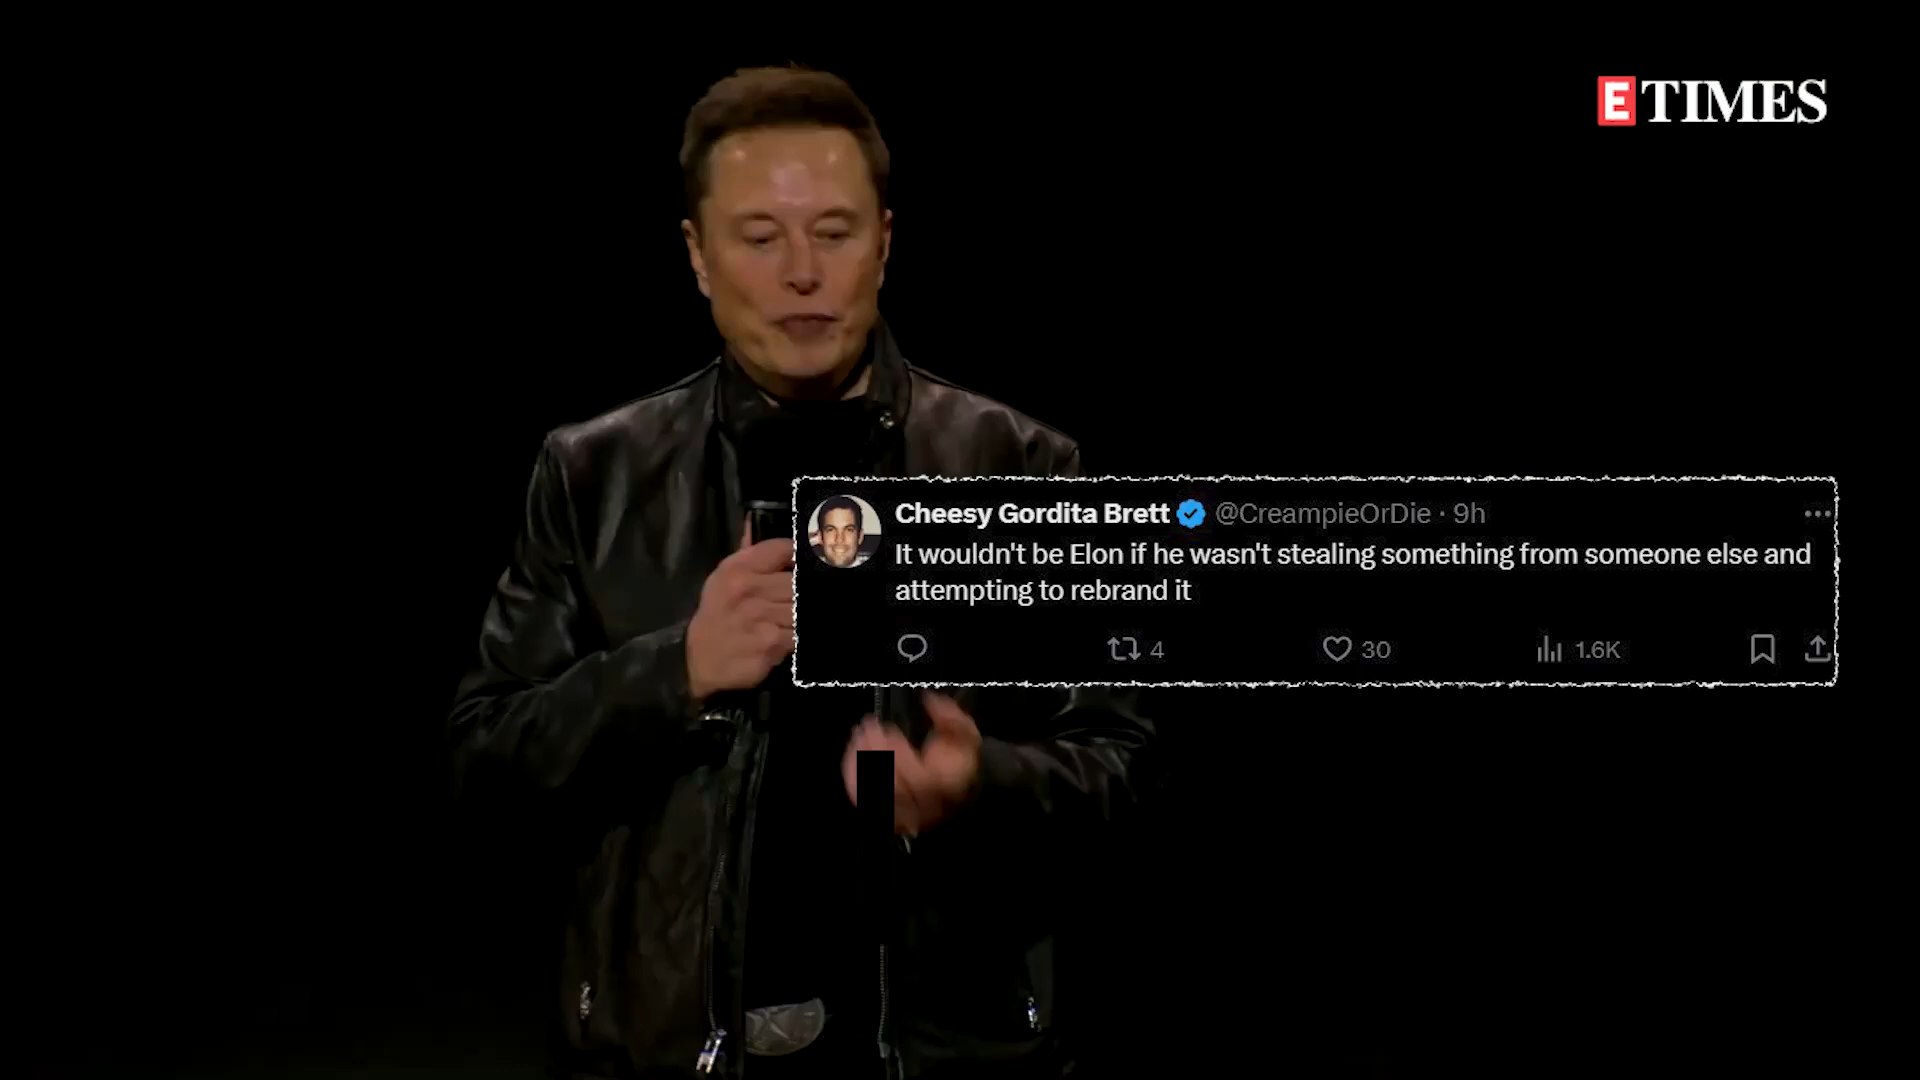 E TIMES
Cheesy Gordita Brett @CreampieOrDie · 9h
It wouldn't be Elon if he wasn't stealing something from someone else and
attempting to rebrand it
4 30 1.6K